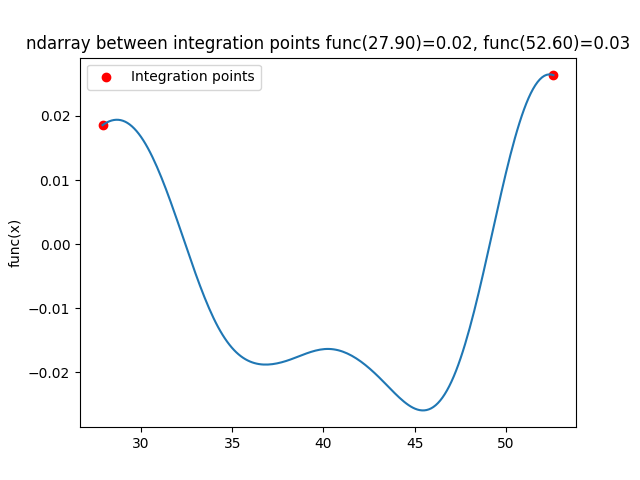 ndarray between integration points func(27.90)=0.02, func(52.60)=0.03
Integration points
func(x)
0.02
0.01
0.00
−0.01
−0.02
30 35 40 45 50